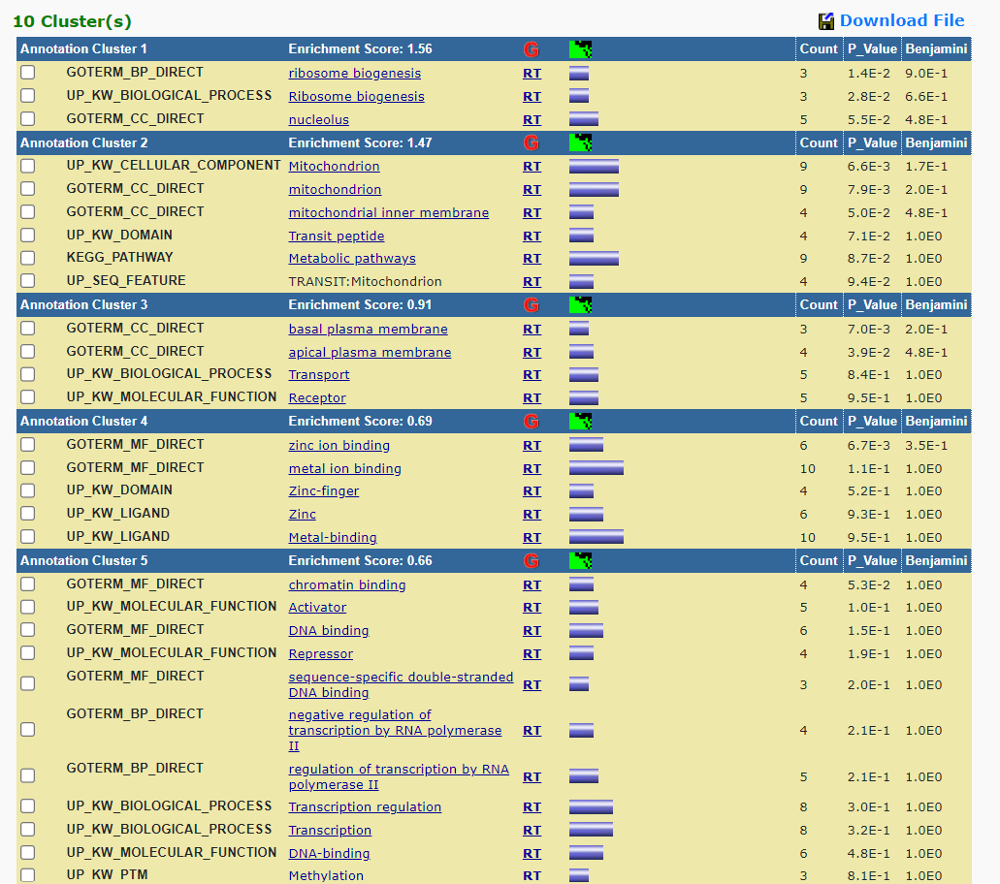 10 Cluster(s) Download File
Annotation Cluster 1 Enrichment Score: 1.56 G Count P_Value Benjamini
GOTERM_BP_DIRECT ribosome biogenesis RT 3 1.4E-2 9.0E-1
UP_KW_BIOLOGICAL_PROCESS Ribosome biogenesis RT 3 2.8E-2 6.6E-1
GOTERM_CC_DIRECT nucleolus RT 5 5.5E-2 4.8E-1
Annotation Cluster 2 Enrichment Score: 1.47 G Count P_Value Benjamini
UP_KW_CELLULAR_COMPONENT Mitochondrion RT 9 6.6E-3 1.7E-1
GOTERM_CC_DIRECT mitochondrion RT 9 7.9E-3 2.0E-1
GOTERM_CC_DIRECT mitochondrial inner membrane RT 4 5.0E-2 4.8E-1
UP_KW_DOMAIN Transit peptide RT 4 7.1E-2 1.0E0
KEGG_PATHWAY Metabolic pathways RT 9 8.7E-2 1.0E0
UP_SEQ_FEATURE TRANSIT:Mitochondrion RT 4 9.4E-2 1.0E0
Annotation Cluster 3 Enrichment Score: 0.91 G Count P_Value Benjamini
GOTERM_CC_DIRECT basal plasma membrane RT 3 7.0E-3 2.0E-1
GOTERM_CC_DIRECT apical plasma membrane RT 4 3.9E-2 4.8E-1
UP_KW_BIOLOGICAL_PROCESS Transport RT 5 8.4E-1 1.0E0
UP_KW_MOLECULAR_FUNCTION Receptor RT 5 9.5E-1 1.0E0
Annotation Cluster 4 Enrichment Score: 0.69 G Count P_Value Benjamini
GOTERM_MF_DIRECT zinc ion binding RT 6 6.7E-3 3.5E-1
GOTERM_MF_DIRECT metal ion binding RT 10 1.1E-1 1.0E0
UP_KW_DOMAIN Zinc-finger RT 4 5.2E-1 1.0E0
UP_KW_LIGAND Zinc RT 6 9.3E-1 1.0E0
UP_KW_LIGAND Metal-binding RT 10 9.5E-1 1.0E0
Annotation Cluster 5 Enrichment Score: 0.66 G Count P_Value Benjamini
GOTERM_MF_DIRECT chromatin binding RT 4 5.3E-2 1.0E0
UP_KW_MOLECULAR_FUNCTION Activator RT 5 1.0E-1 1.0E0
GOTERM_MF_DIRECT DNA binding RT 6 1.5E-1 1.0E0
UP_KW_MOLECULAR_FUNCTION Repressor RT 4 1.9E-1 1.0E0
GOTERM_MF_DIRECT sequence-specific double-stranded
DNA binding RT 3 2.0E-1 1.0E0
GOTERM_BP_DIRECT negative regulation of
transcription by RNA polymerase RT 4 2.1E-1 1.0E0
II
GOTERM_BP_DIRECT regulation of transcription by RNA
polymerase II RT 5 2.1E-1 1.0E0
UP_KW_BIOLOGICAL_PROCESS Transcription regulation RT 8 3.0E-1 1.0E0
UP_KW_BIOLOGICAL_PROCESS Transcription RT 8 3.2E-1 1.0E0
UP_KW_MOLECULAR_FUNCTION DNA-binding RT 6 4.8E-1 1.0E0
UP_KW_PTM Methylation RT 3 8.1E-1 1.0E0